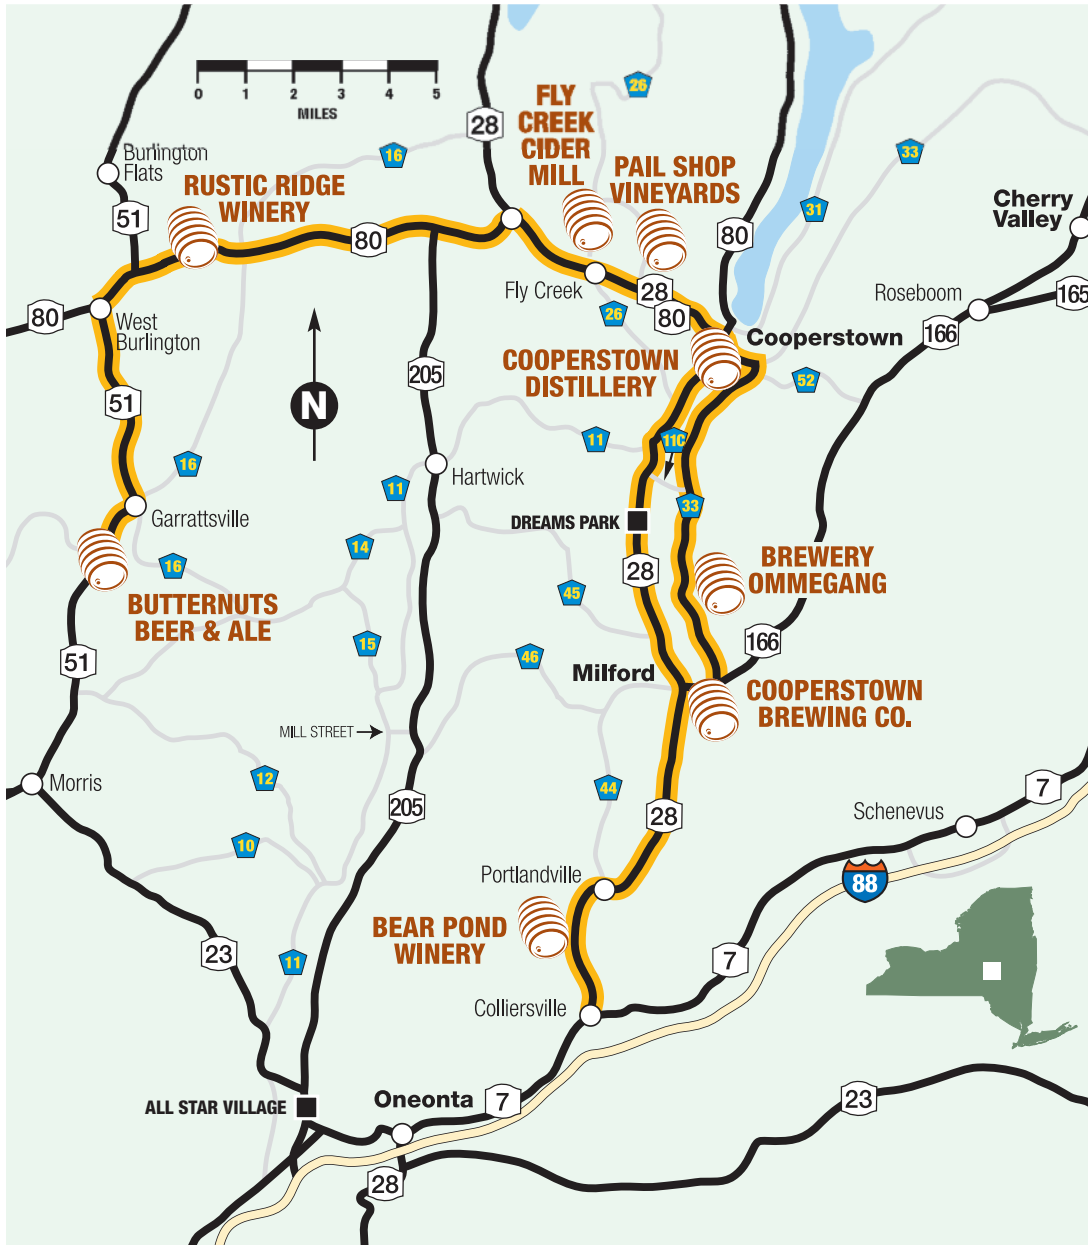 0 1 2 3 4 5
MILES
28
26
FLY
CREEK
CIDER
MILL
16
33
Burlington
Flats
PAIL SHOP
VINEYARDS
RUSTIC RIDGE
WINERY
51
31
Cherry
Valley
80
80
Fly Creek
28
26
80
80
West
Burlington
Roseboom
165
166
Cooperstown
COOPERSTOWN
DISTILLERY
205
52
51
N
11
11C
16
Hartwick
11
33
Garrattsville
DREAMS PARK
14
16
28
BREWERY
OMMEGANG
45
BUTTERNUTS
BEER & ALE
15
166
51
46
Milford
COOPERSTOWN
BREWING CO.
MILL STREET
12
Morris
44
7
205
28
Schenevus
10
Portlandville
88
BEAR POND
WINERY
23
11
7
Colliersville
ALL STAR VILLAGE
Oneonta
7
23
28